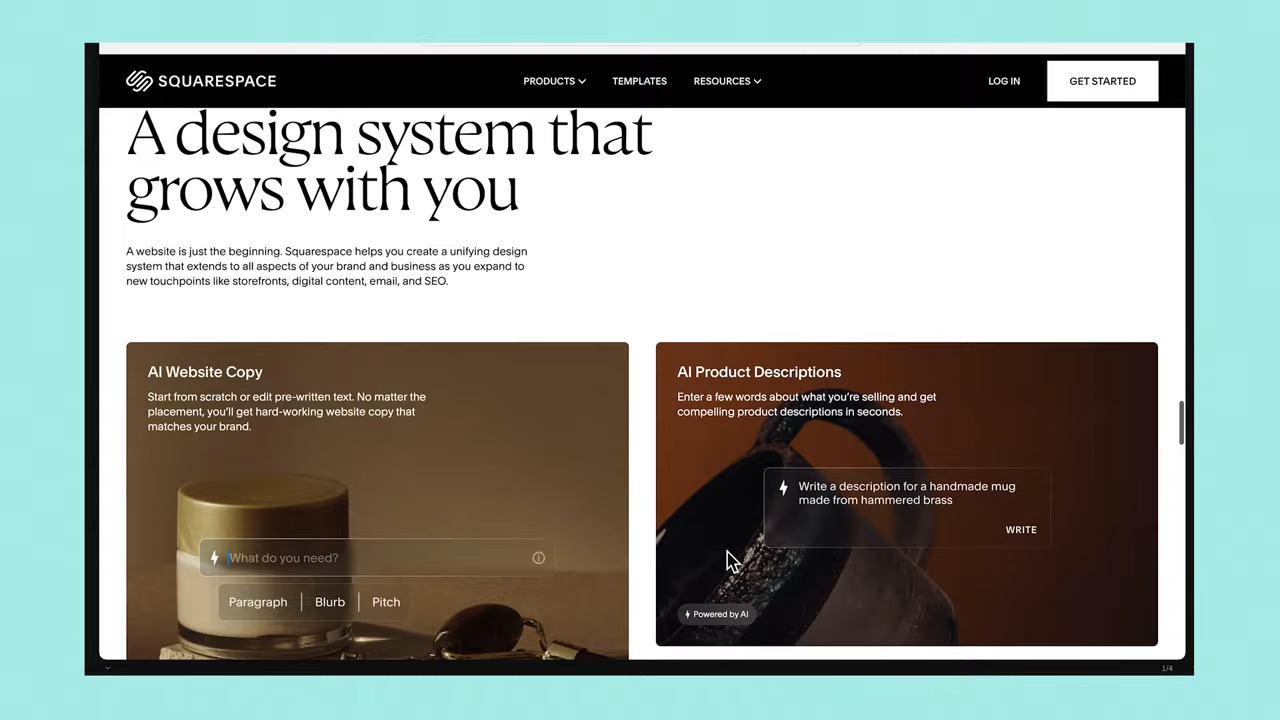 SQUARESPACE
PRODUCTS
TEMPLATES
RESOURCES
LOG IN
GET STARTED
A design system that
grows with you
A website is just the beginning. Squarespace helps you create a unifying design
system that extends to all aspects of your brand and business as you expand to
new touchpoints like storefronts, digital content, email, and SEO.
AI Website Copy
Start from scratch or edit pre-written text. No matter the
placement, you’ll get hard-working website copy that
matches your brand.
What do you need?
Paragraph
Blurb
Pitch
AI Product Descriptions
Enter a few words about what you’re selling and get
compelling product descriptions in seconds.
Write a description for a handmade mug
made from hammered brass
WRITE
Powered by AI
1/4